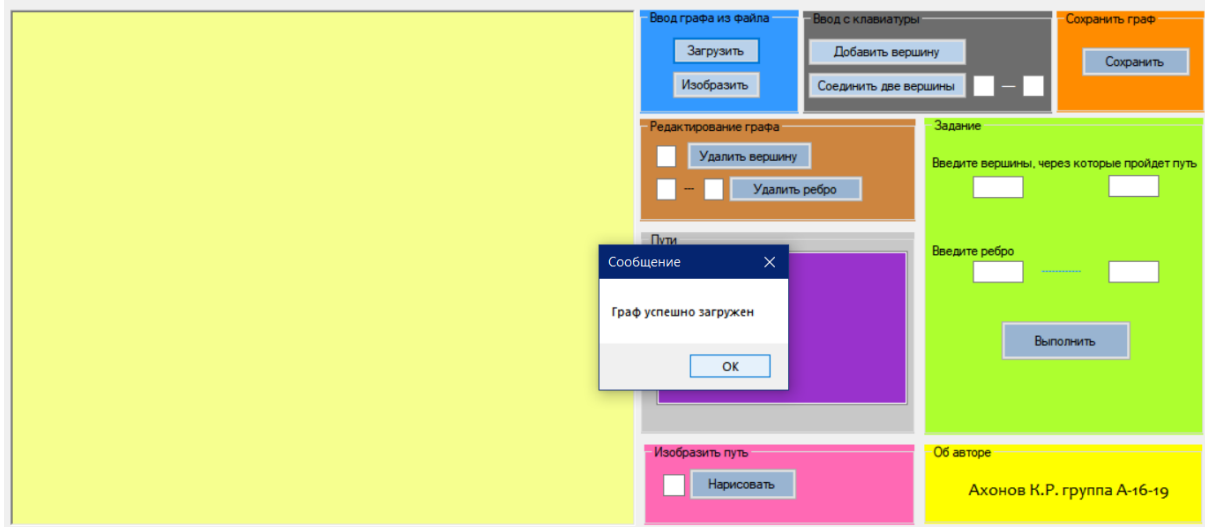 Ввод графа из файла
Загрузить
Изобразить
Ввод с клавиатуры
Добавить вершину
Соединить две вершины —
Сохранить граф
Сохранить
Редактирование графа
Удалить вершину
-- Удалить ребро
Задание
Введите вершины, через которые пройдет путь
Введите ребро
-----------
Выполнить
Пути
Сообщение
Граф успешно загружен
OK
Изобразить путь
Нарисовать
Об авторе
Ахонов К.Р. группа А-16-19